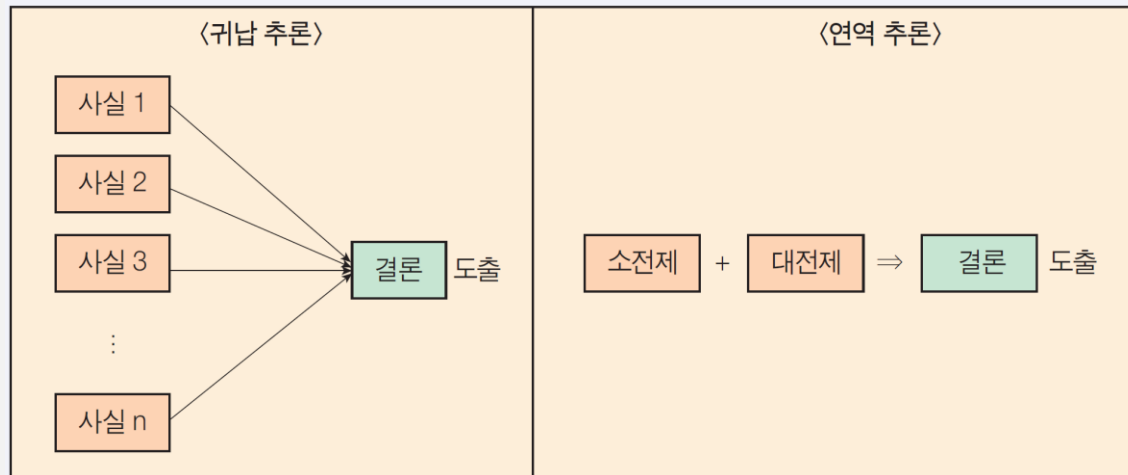 〈귀납 추론〉
사실 1
사실 2
사실 3
⋮
사실 n
결론 도출
〈연역 추론〉
소전제 + 대전제 ⇒ 결론 도출